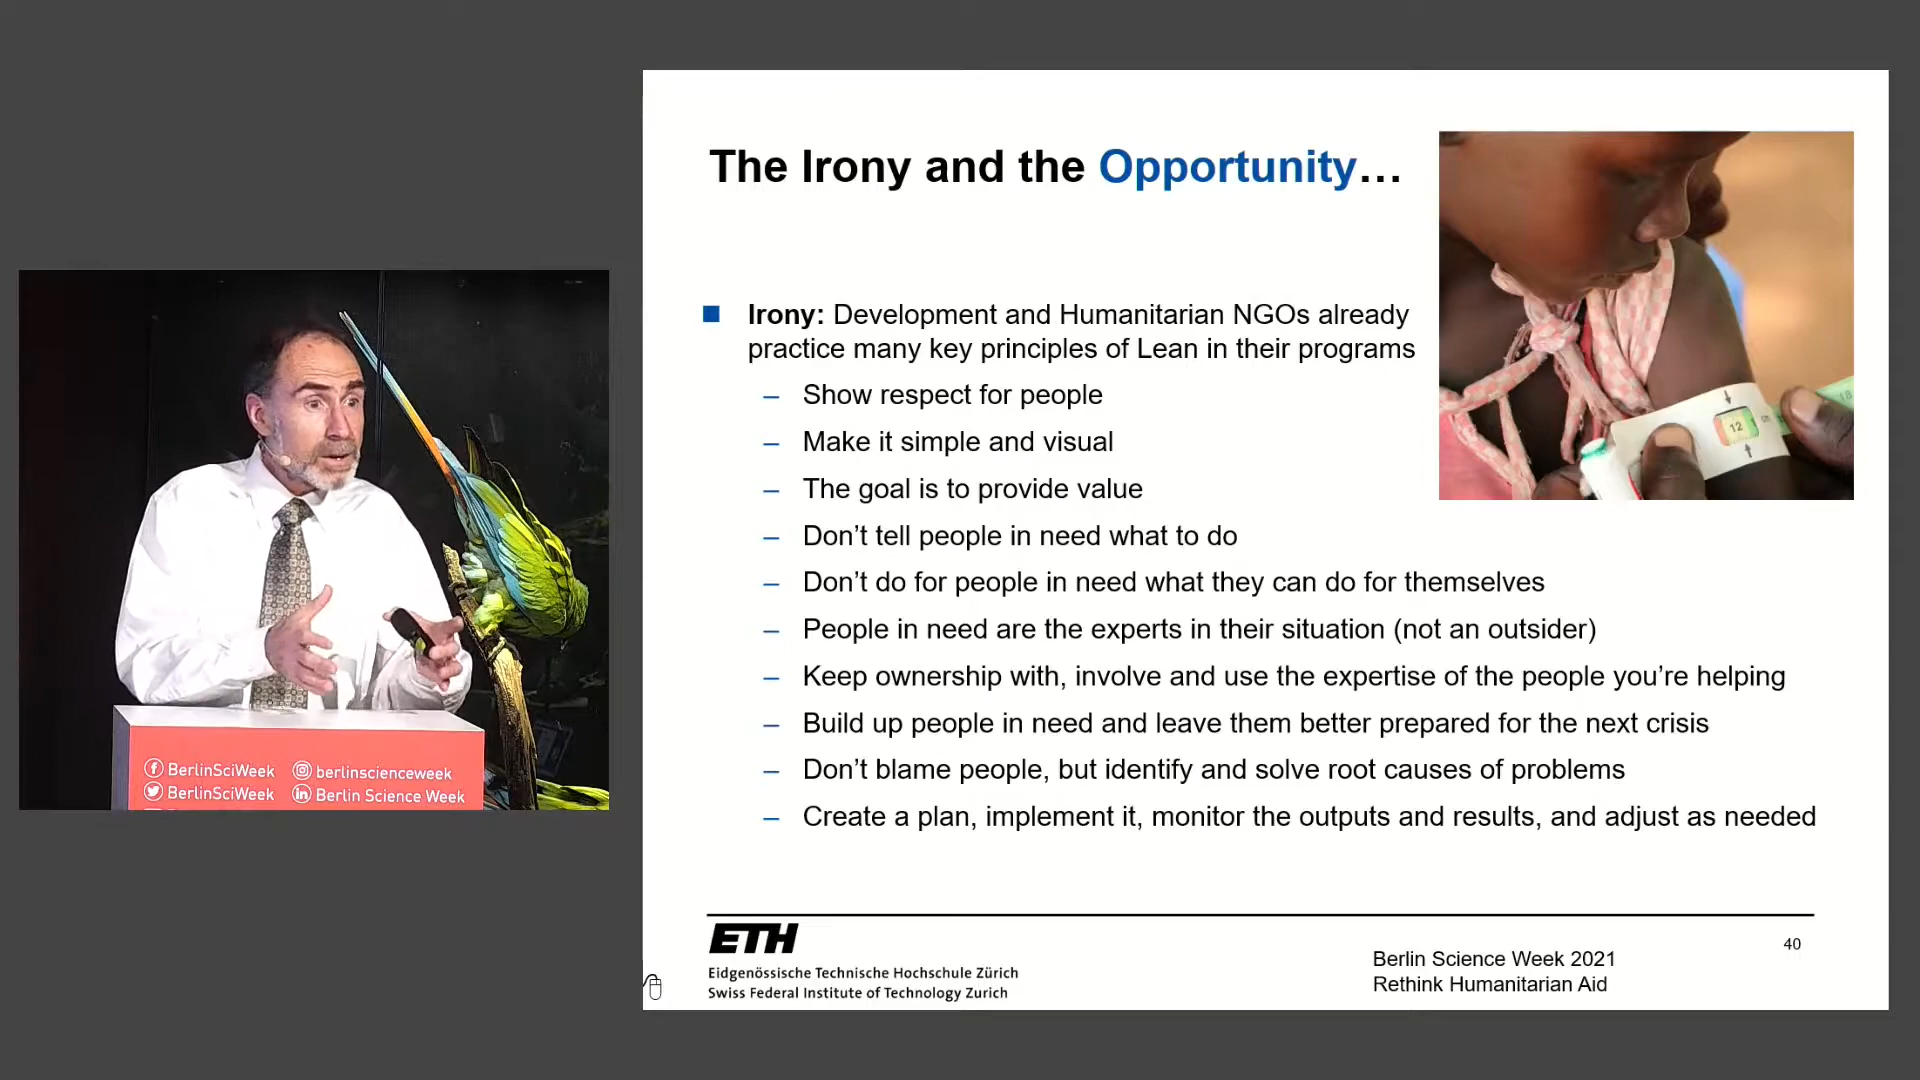 The Irony and the Opportunity...
Irony: Development and Humanitarian NGOs already
practice many key principles of Lean in their programs
– Show respect for people
– Make it simple and visual
– The goal is to provide value
– Don’t tell people in need what to do
– Don’t do for people in need what they can do for themselves
– People in need are the experts in their situation (not an outsider)
– Keep ownership with, involve and use the expertise of the people you’re helping
– Build up people in need and leave them better prepared for the next crisis
– Don’t blame people, but identify and solve root causes of problems
– Create a plan, implement it, monitor the outputs and results, and adjust as needed
ETH
Eidgenössische Technische Hochschule Zürich
Swiss Federal Institute of Technology Zurich
Berlin Science Week 2021
Rethink Humanitarian Aid
40
12
BerlinSciWeek
berlinscienceweek
BerlinSciWeek
Berlin Science Week